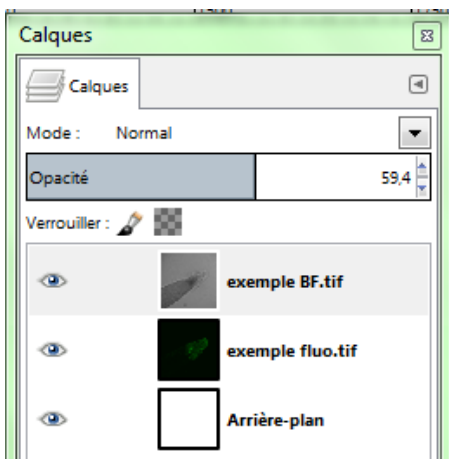 Calques
Calques
Mode : Normal
Opacité 59,4
Verrouiller :
exemple BF.tif
exemple fluo.tif
Arrière-plan